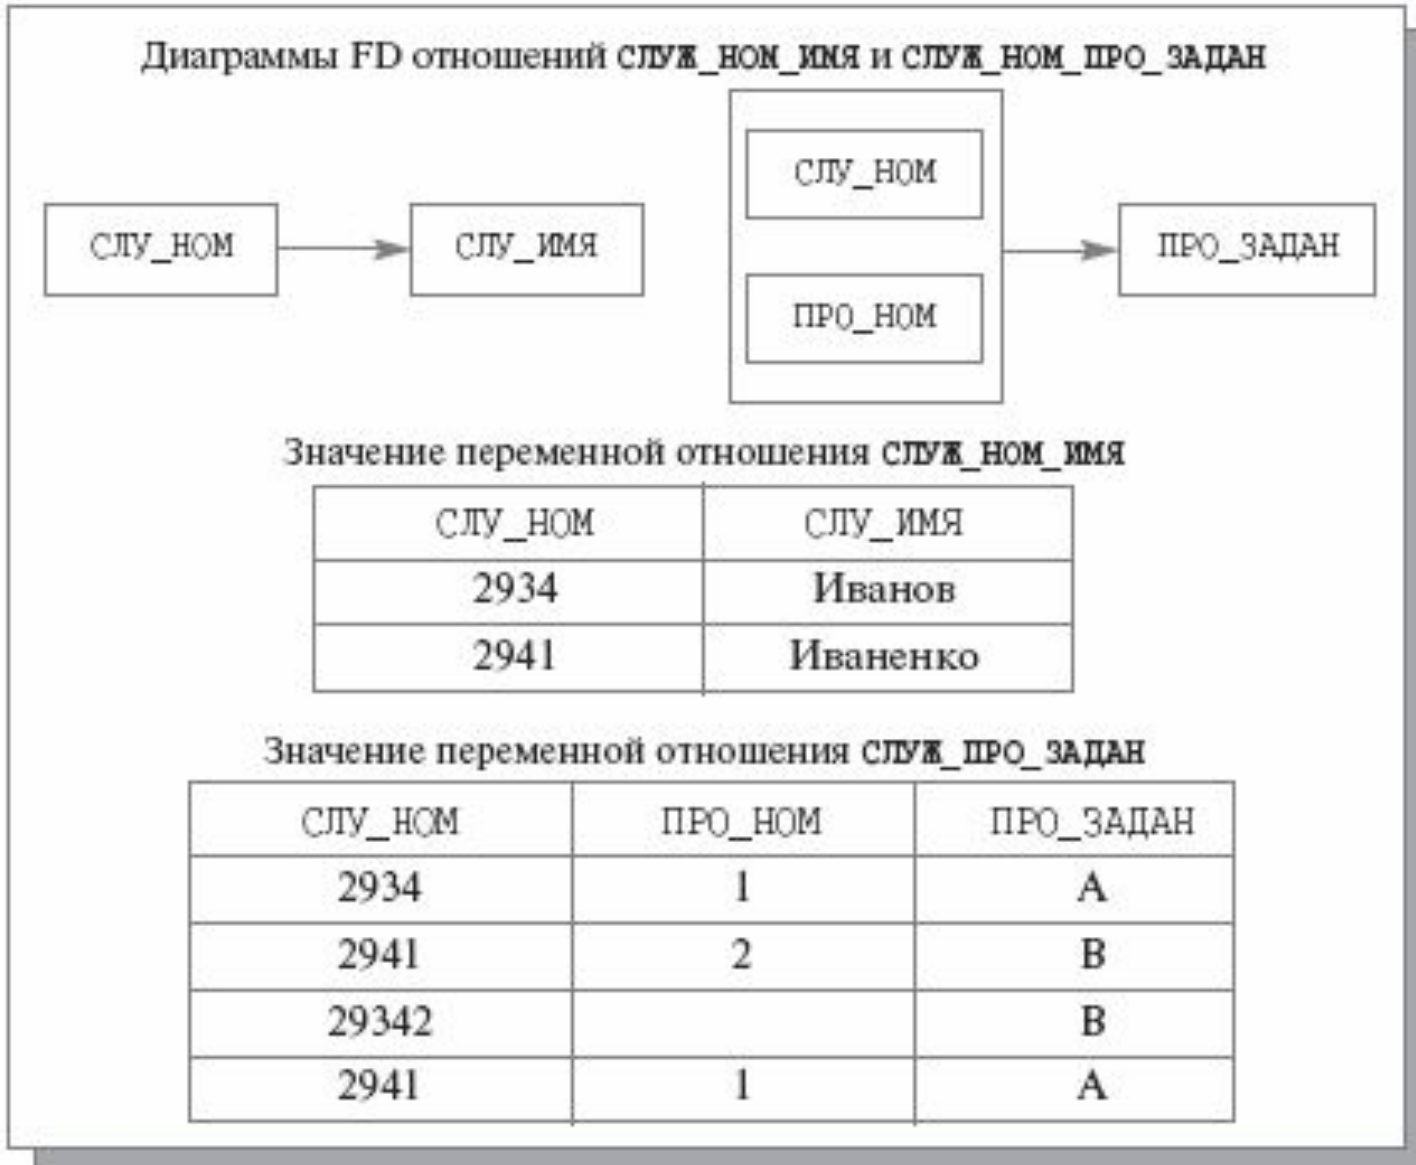 Диаграммы FD отношений СЛУЖ_НОМ_ИМЯ и СЛУЖ_НОМ_ПРО_ЗАДАН
СЛУ_НОМ
СЛУ_ИМЯ
СЛУ_НОМ
ПРО_НОМ
ПРО_ЗАДАН
Значение переменной отношения СЛУЖ_НОМ_ИМЯ
СЛУ_НОМ СЛУ_ИМЯ
2934 Иванов
2941 Иваненко
Значение переменной отношения СЛУЖ_ПРО_ЗАДАН
СЛУ_НОМ ПРО_НОМ ПРО_ЗАДАН
2934 1 A
2941 2 B
29342 B
2941 1 A